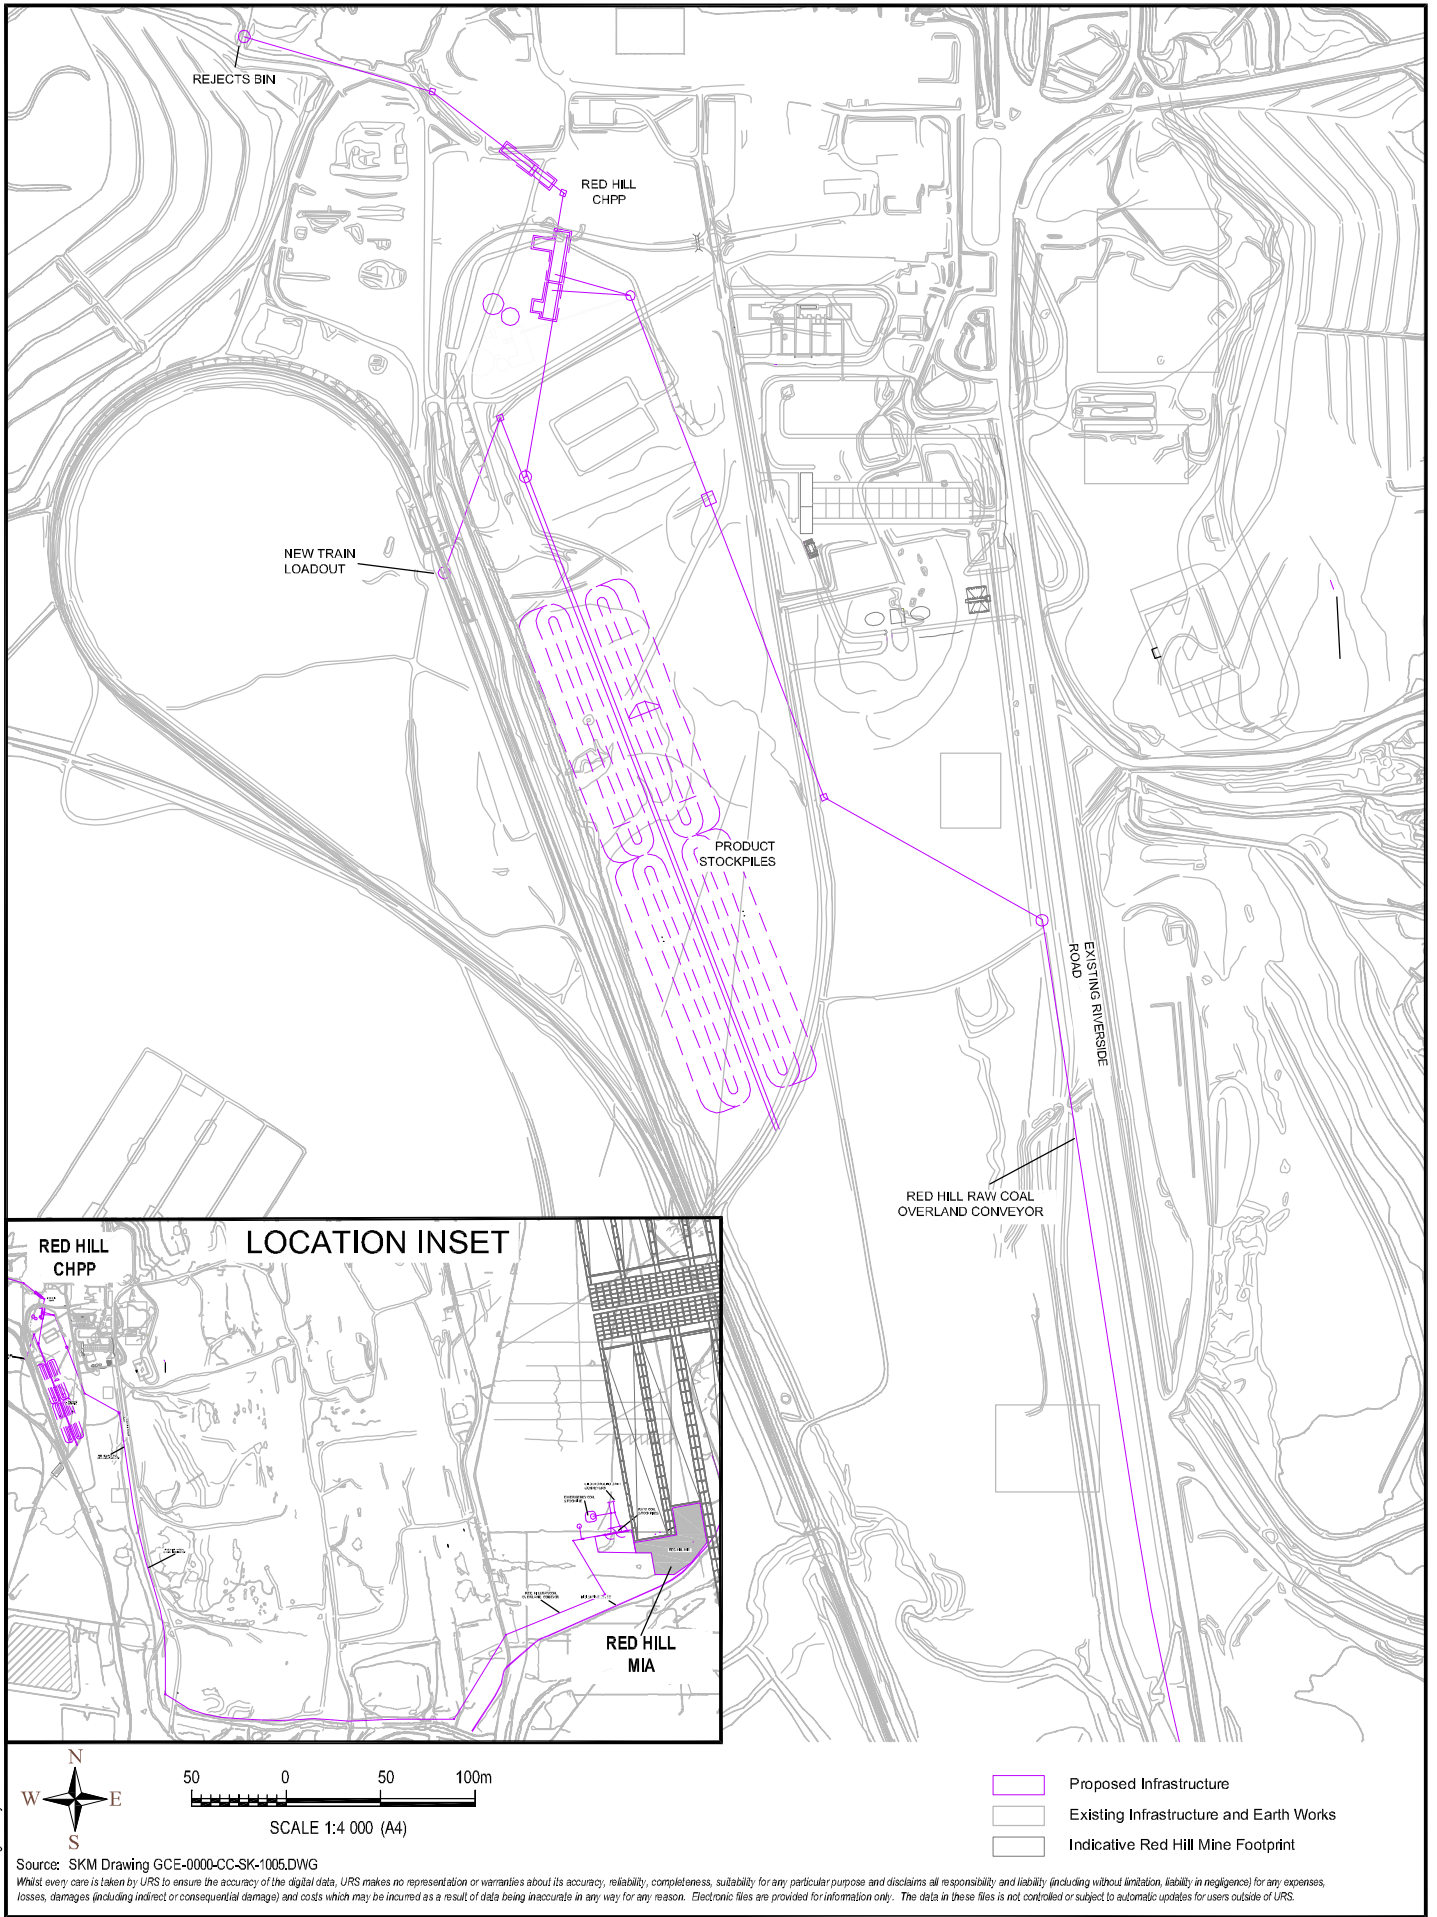 REJECTS BIN
RED HILL
CHPP
NEW TRAIN
LOADOUT
PRODUCT
STOCKPILES
EXISTING RIVERSIDE
ROAD
RED HILL RAW COAL
OVERLAND CONVEYOR
LOCATION INSET
RED HILL
CHPP
RED HILL
MIA
N
W E
S
50 0 50 100m
SCALE 1:4 000 (A4)
Proposed Infrastructure
Existing Infrastructure and Earth Works
Indicative Red Hill Mine Footprint
Source: SKM Drawing GCE-0000-CC-SK-1005.DWG
Whilst every care is taken by URS to ensure the accuracy of the digital data, URS makes no representation or warranties about its accuracy, reliability, completeness, suitability for any particular purpose and disclaims all responsibility and liability (including without limitation, liability in negligence) for any expenses,
losses, damages (including indirect or consequential damage) and costs which may be incurred as a result of data being inaccurate in any way for any reason. Electronic files are provided for information only. The data in these files is not controlled or subject to automatic updates for users outside of URS.